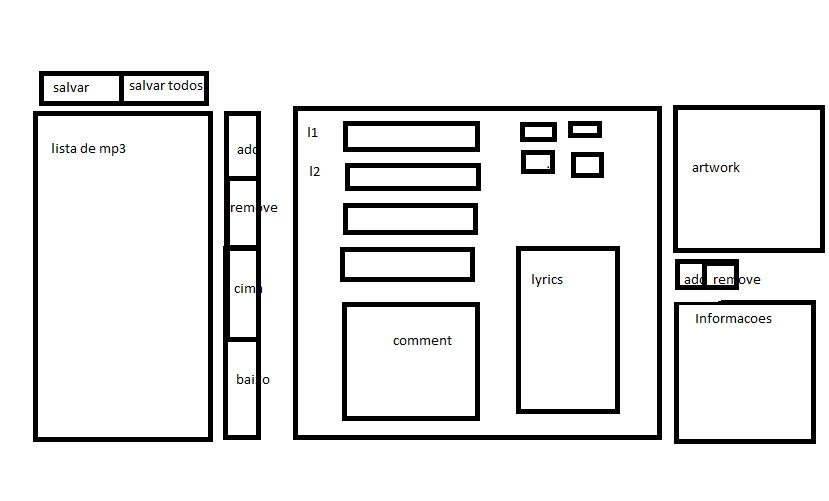 salvar
salvar todos
lista de mp3
add
remove
cima
baixo
l1
l2
comment
lyrics
artwork
add
remove
Informacoes